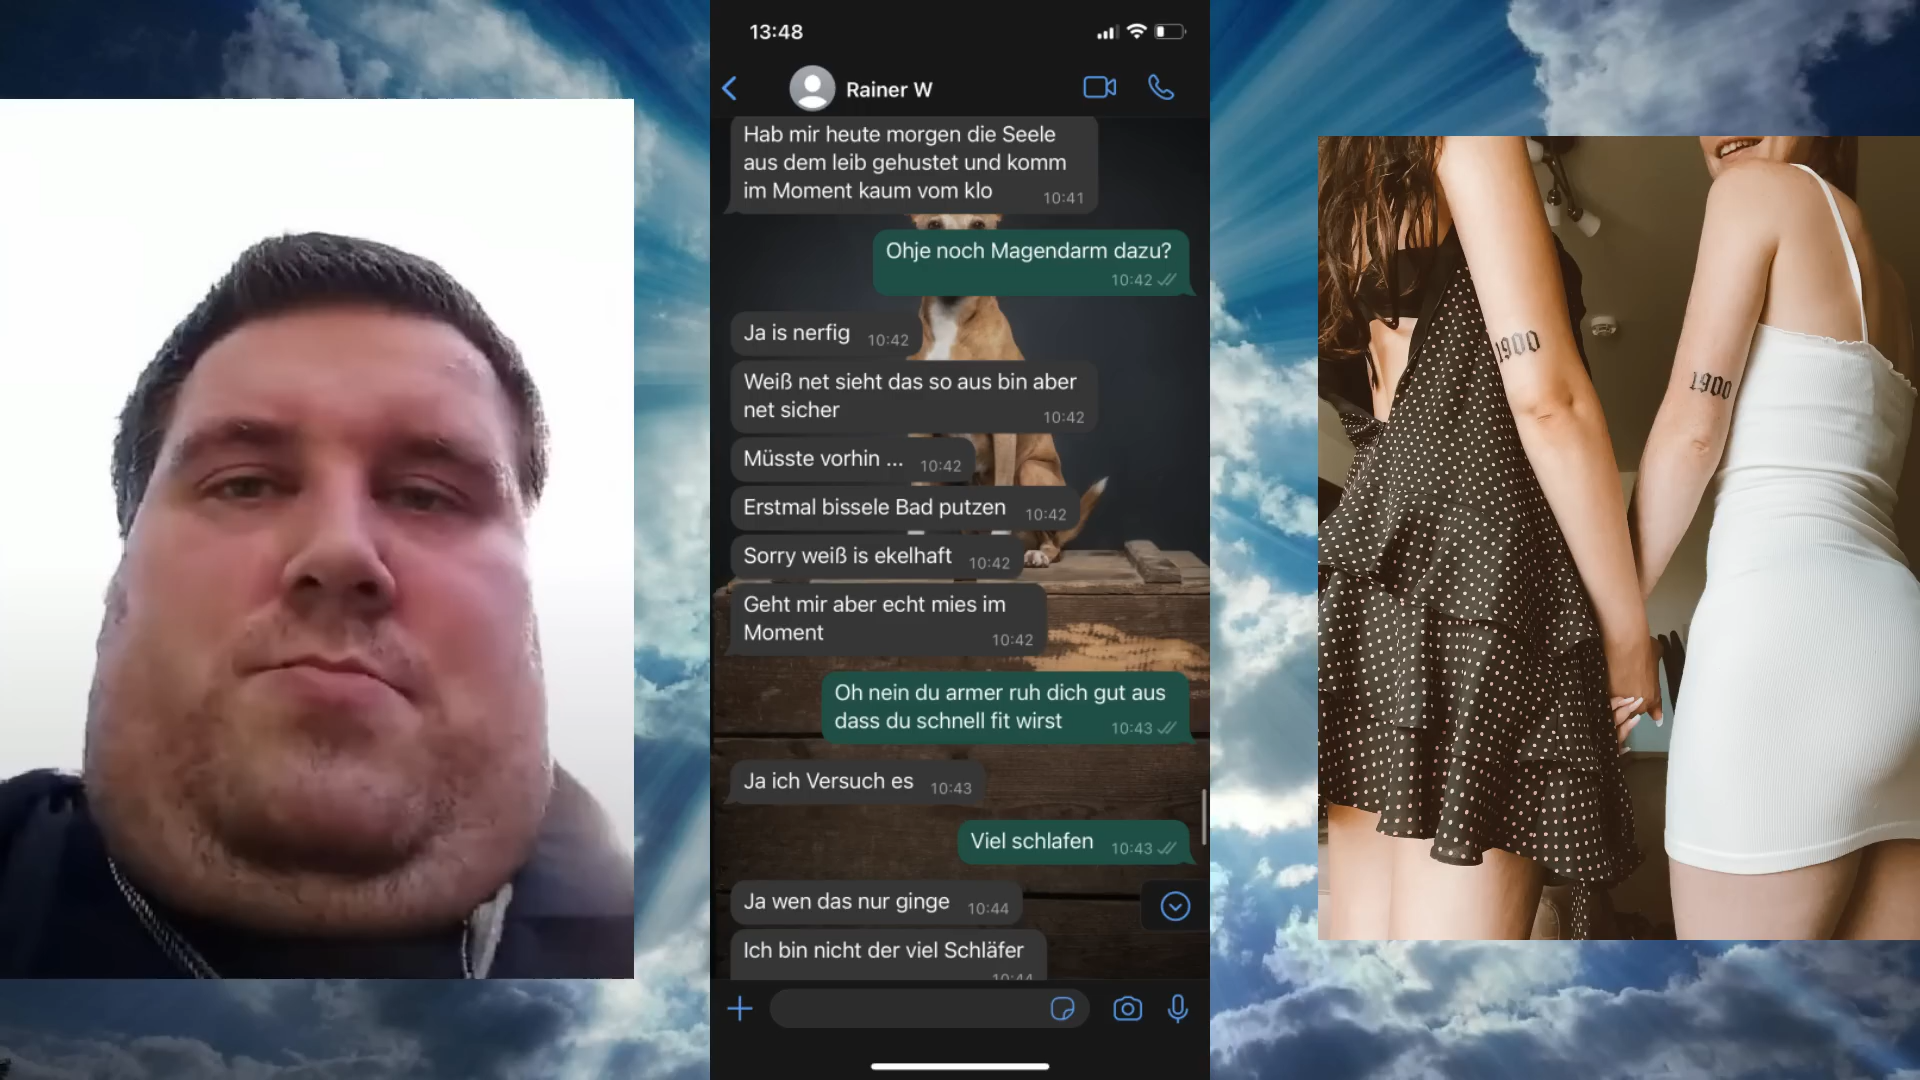 13:48
Rainer W
Hab mir heute morgen die Seele
aus dem leib gehustet und komm
im Moment kaum vom klo
10:41
Ohje noch Magendarm dazu?
10:42
Ja is nerfig
10:42
Weiß net sieht das so aus bin aber
net sicher
10:42
Müsste vorhin ...
10:42
Erstmal bissele Bad putzen
10:42
Sorry weiß is ekelhaft
10:42
Geht mir aber echt mies im
Moment
10:42
Oh nein du armer ruh dich gut aus
dass du schnell fit wirst
10:43
Ja ich Versuch es
10:43
Viel schlafen
10:43
Ja wen das nur ginge
10:44
Ich bin nicht der viel Schläfer
10:44
1900
1900